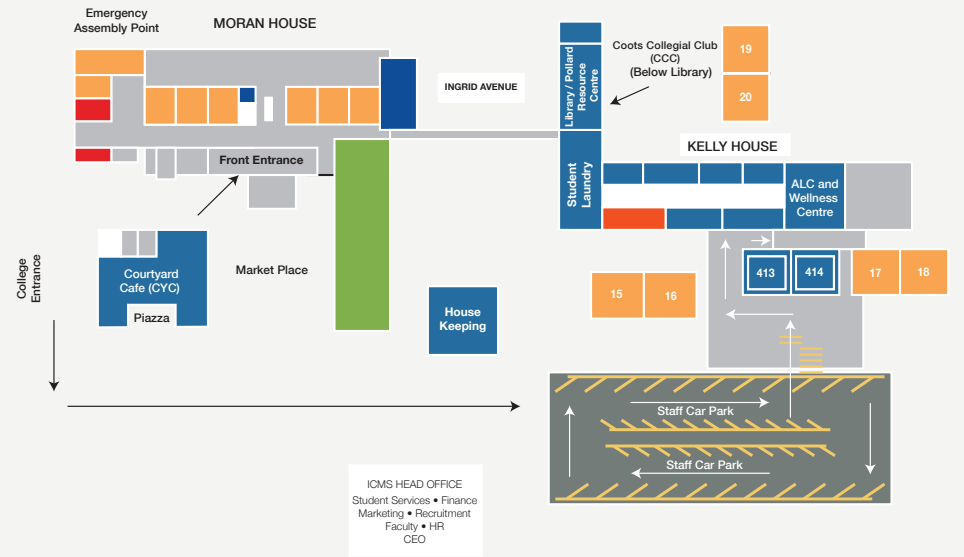 Emergency
Assembly Point
MORAN HOUSE
INGRID AVENUE
Library / Pollard
Resource
Centre
Coots Collegial Club
(CCC)
(Below Library)
19
20
KELLY HOUSE
Front Entrance
Student
Laundry
ALC and
Wellness
Centre
College
Entrance
Courtyard
Cafe (CYC)
Piazza
Market Place
House
Keeping
15
16
413
414
17
18
Staff Car Park
Staff Car Park
ICMS HEAD OFFICE
Student Services • Finance
Marketing • Recruitment
Faculty • HR
CEO